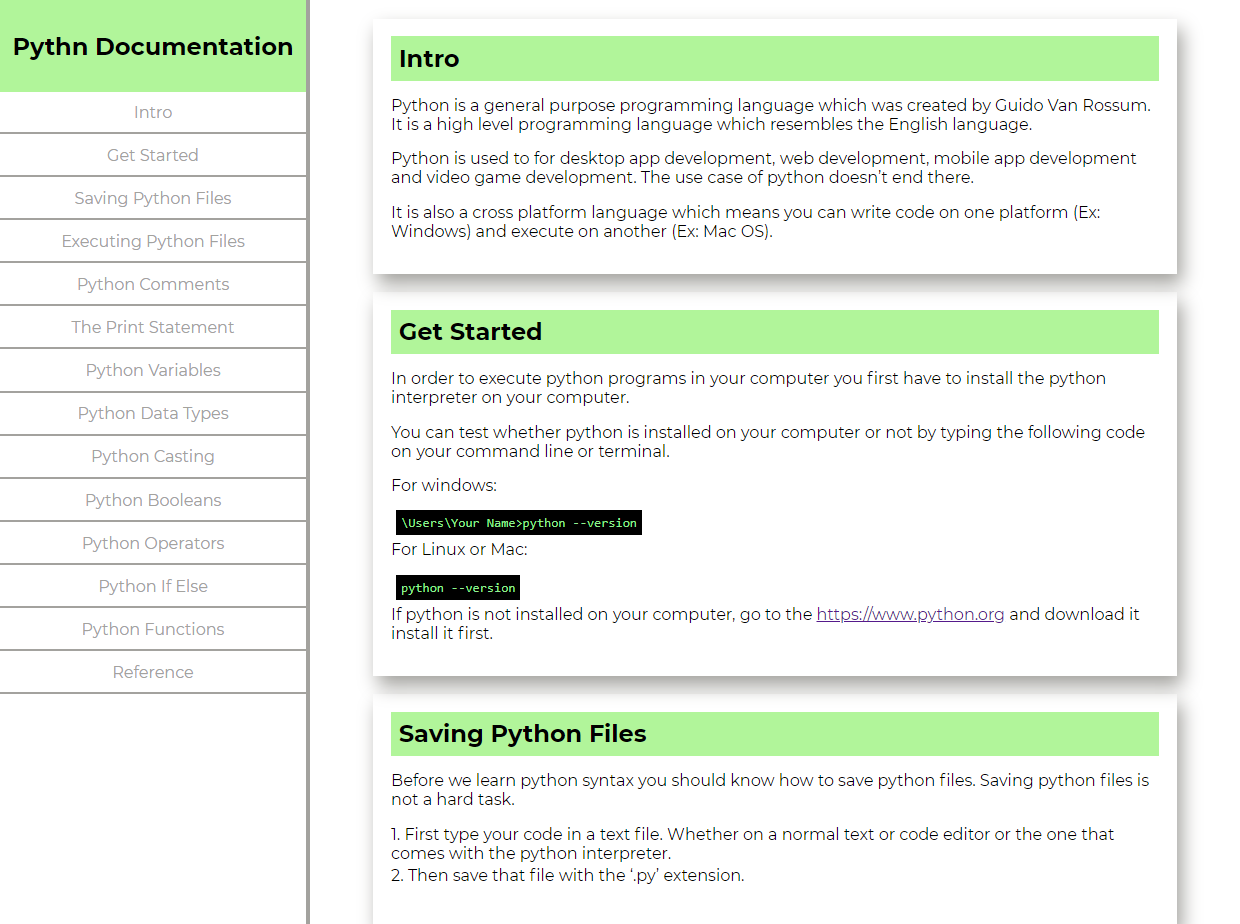 Pythn Documentation
Intro
Get Started
Saving Python Files
Executing Python Files
Python Comments
The Print Statement
Python Variables
Python Data Types
Python Casting
Python Booleans
Python Operators
Python If Else
Python Functions
Reference
Intro
Python is a general purpose programming language which was created by Guido Van Rossum.
It is a high level programming language which resembles the English language.
Python is used to for desktop app development, web development, mobile app development
and video game development. The use case of python doesn’t end there.
It is also a cross platform language which means you can write code on one platform (Ex:
Windows) and execute on another (Ex: Mac OS).
Get Started
In order to execute python programs in your computer you first have to install the python
interpreter on your computer.
You can test whether python is installed on your computer or not by typing the following code
on your command line or terminal.
For windows:
\Users\Your Name>python --version
For Linux or Mac:
python --version
If python is not installed on your computer, go to the https://www.python.org and download it
install it first.
Saving Python Files
Before we learn python syntax you should know how to save python files. Saving python files is
not a hard task.
1. First type your code in a text file. Whether on a normal text or code editor or the one that
comes with the python interpreter.
2. Then save that file with the ‘.py’ extension.